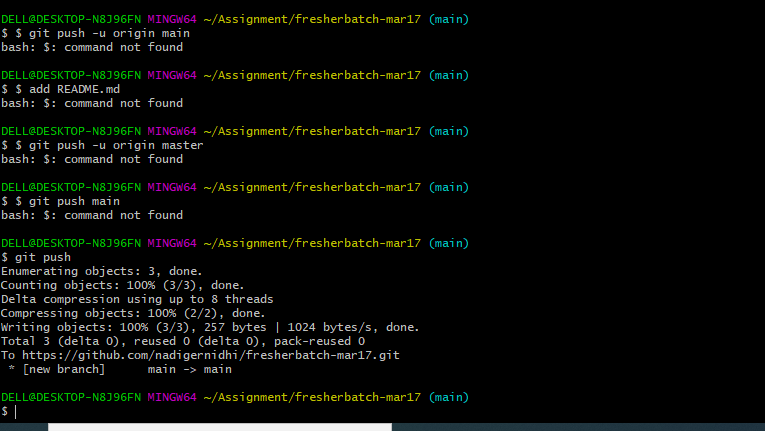 DELL@DESKTOP-N8J96FN MINGW64 ~/Assignment/fresherbatch-mar17 (main)
$ $ git push -u origin main
bash: $: command not found
DELL@DESKTOP-N8J96FN MINGW64 ~/Assignment/fresherbatch-mar17 (main)
$ $ add README.md
bash: $: command not found
DELL@DESKTOP-N8J96FN MINGW64 ~/Assignment/fresherbatch-mar17 (main)
$ $ git push -u origin master
bash: $: command not found
DELL@DESKTOP-N8J96FN MINGW64 ~/Assignment/fresherbatch-mar17 (main)
$ $ git push main
bash: $: command not found
DELL@DESKTOP-N8J96FN MINGW64 ~/Assignment/fresherbatch-mar17 (main)
$ git push
Enumerating objects: 3, done.
Counting objects: 100% (3/3), done.
Delta compression using up to 8 threads
Compressing objects: 100% (2/2), done.
Writing objects: 100% (3/3), 257 bytes | 1024 bytes/s, done.
Total 3 (delta 0), reused 0 (delta 0), pack-reused 0
To https://github.com/nadigernidhi/fresherbatch-mar17.git
 * [new branch]      main -> main
DELL@DESKTOP-N8J96FN MINGW64 ~/Assignment/fresherbatch-mar17 (main)
$